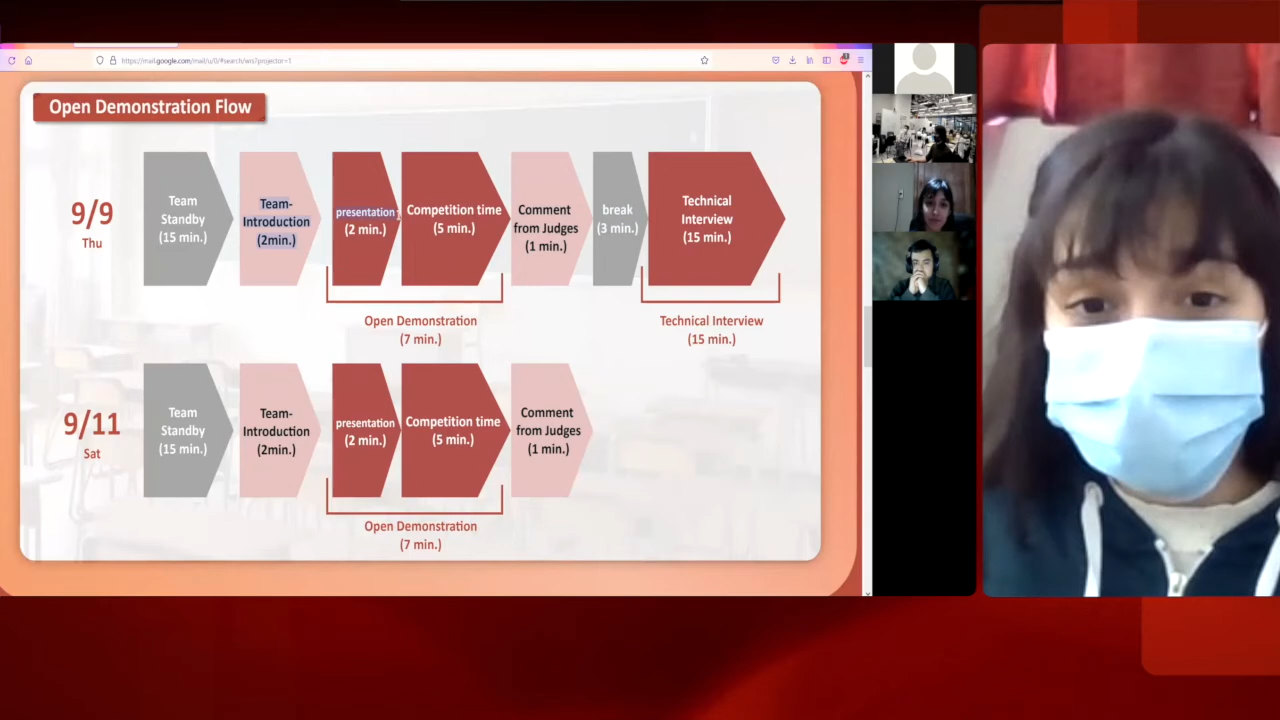 https://mail.google.com/mail/u/0/#search/ws?projector=1
Open Demonstration Flow
9/9
Thu
Team
Standby
(15 min.)
Team-
Introduction
(2min.)
presentation
(2 min.)
Competition time
(5 min.)
Comment
from Judges
(1 min.)
break
(3 min.)
Technical
Interview
(15 min.)
Open Demonstration
(7 min.)
Technical Interview
(15 min.)
9/11
Sat
Team
Standby
(15 min.)
Team-
Introduction
(2min.)
presentation
(2 min.)
Competition time
(5 min.)
Comment
from Judges
(1 min.)
Open Demonstration
(7 min.)